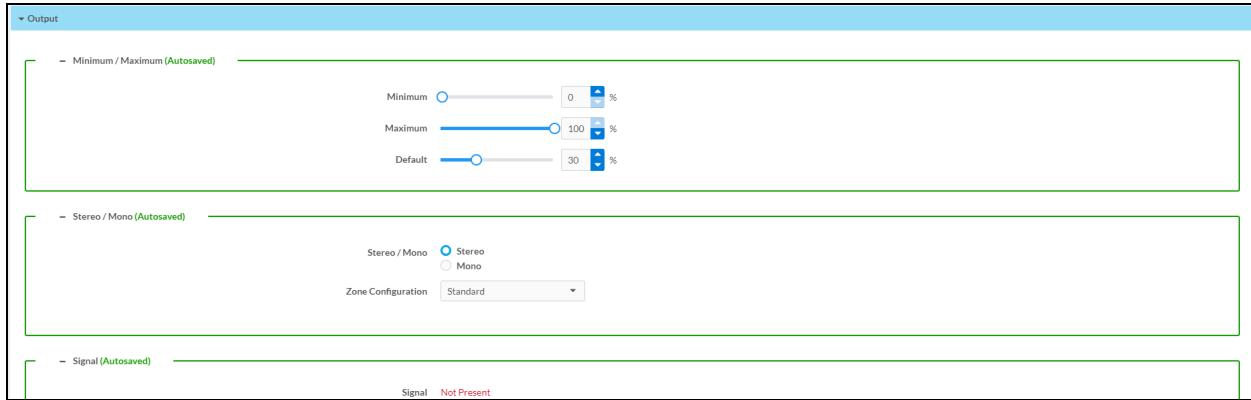 Output
– Minimum / Maximum (Autosaved)
Minimum 0 %
Maximum 100 %
Default 30 %
– Stereo / Mono (Autosaved)
Stereo / Mono Stereo
Mono
Zone Configuration Standard
– Signal (Autosaved)
Signal Not Present